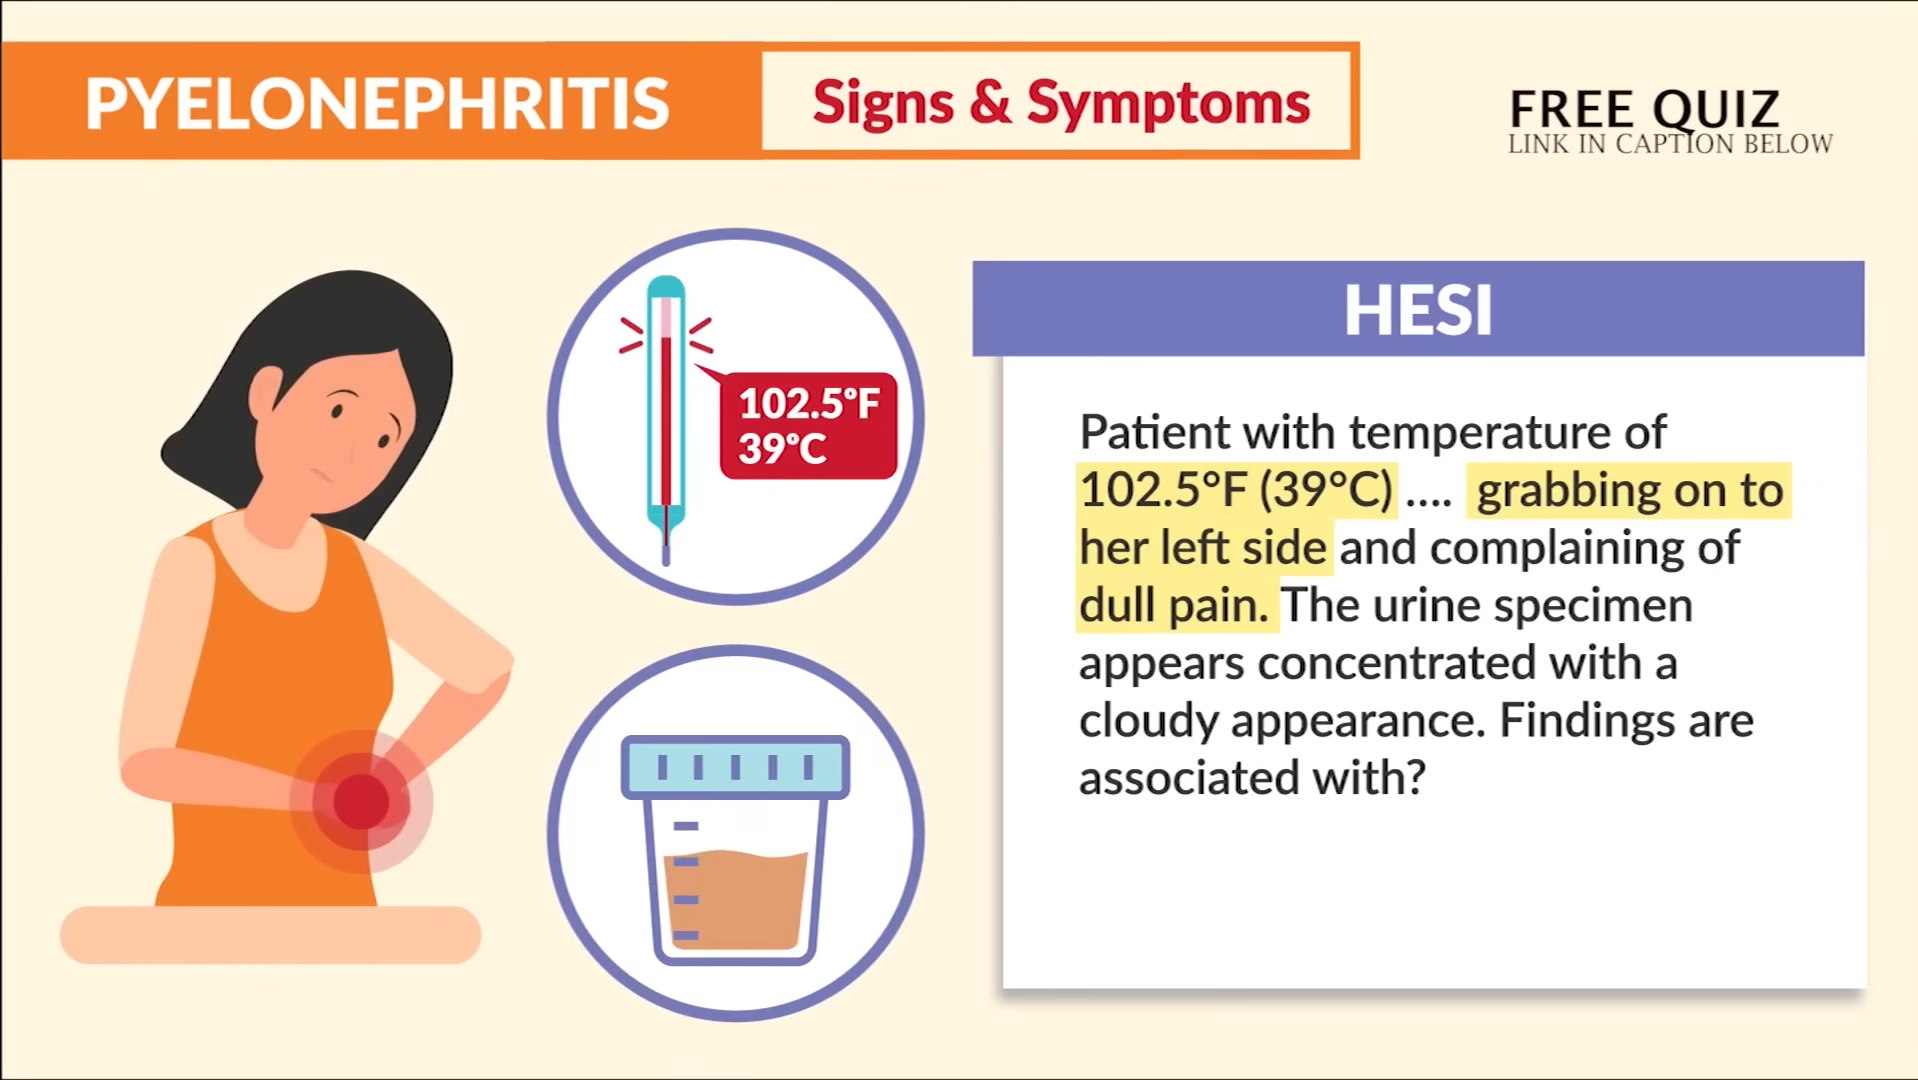 PYELONEPHRITIS
Signs & Symptoms
FREE QUIZ
LINK IN CAPTION BELOW
102.5ºF
39ºC
HESI
Patient with temperature of
102.5°F (39°C) .... grabbing on to
her left side and complaining of
dull pain. The urine specimen
appears concentrated with a
cloudy appearance. Findings are
associated with?